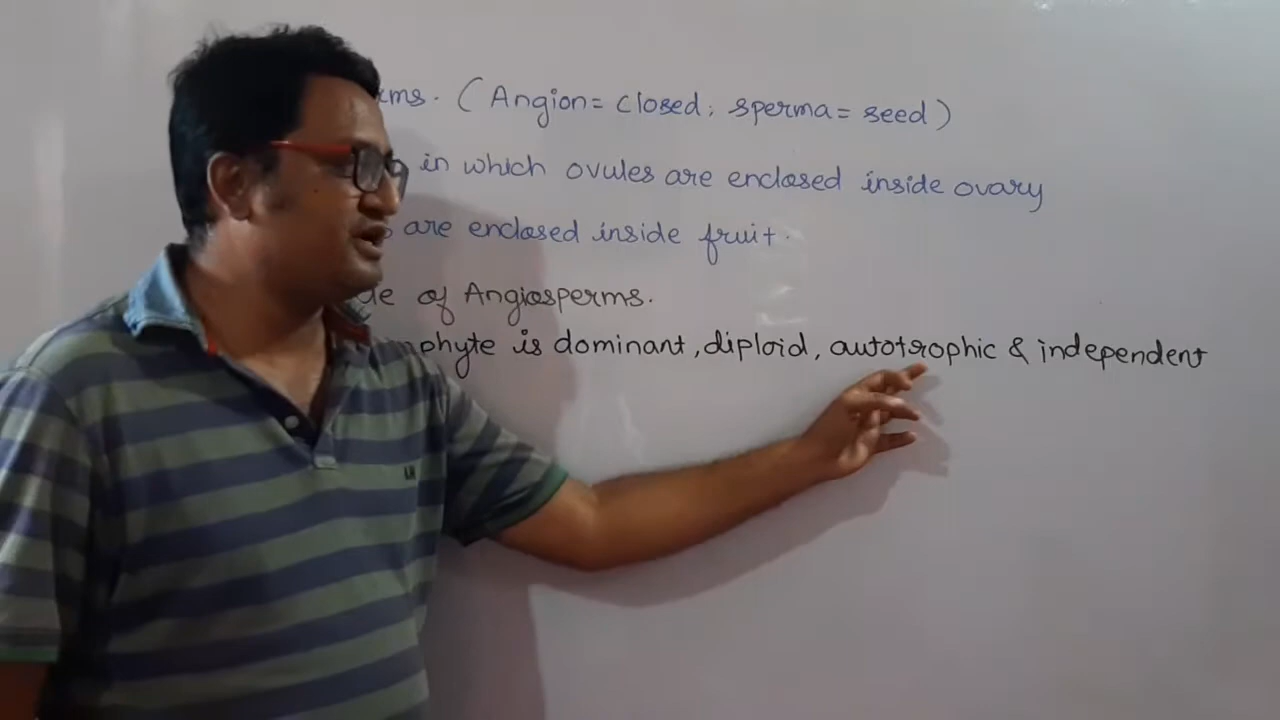 rms. (Angion = closed; sperma = seed)
in which ovules are enclosed inside ovary
are enclosed inside fruit.
of Angiosperms.
phyte is dominant, diploid, autotrophic & independent